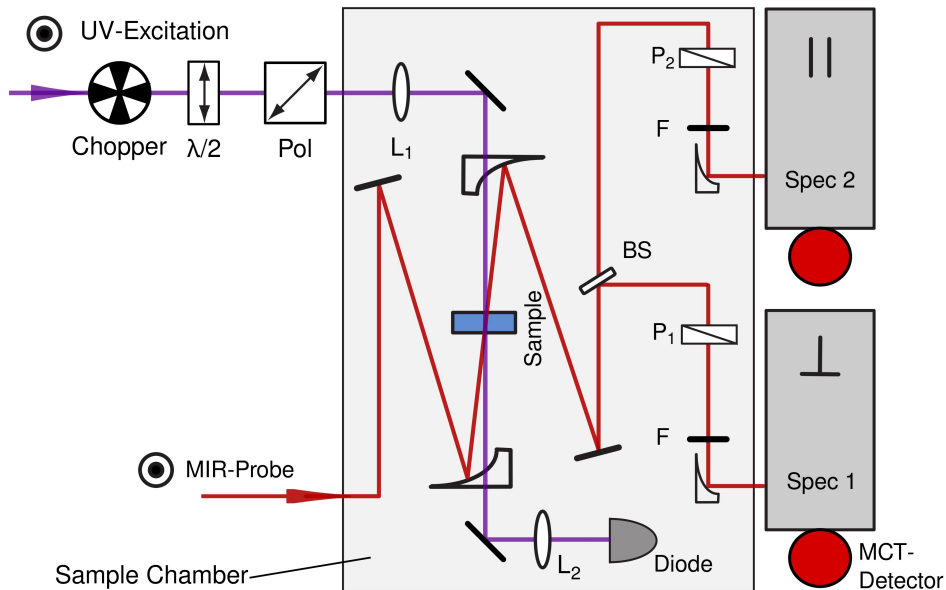 UV-Excitation
Chopper
λ/2
Pol
L₁
P₂
F
Spec 2
BS
Sample
P₁
F
Spec 1
MIR-Probe
L₂
Diode
MCT-
Detector
Sample Chamber